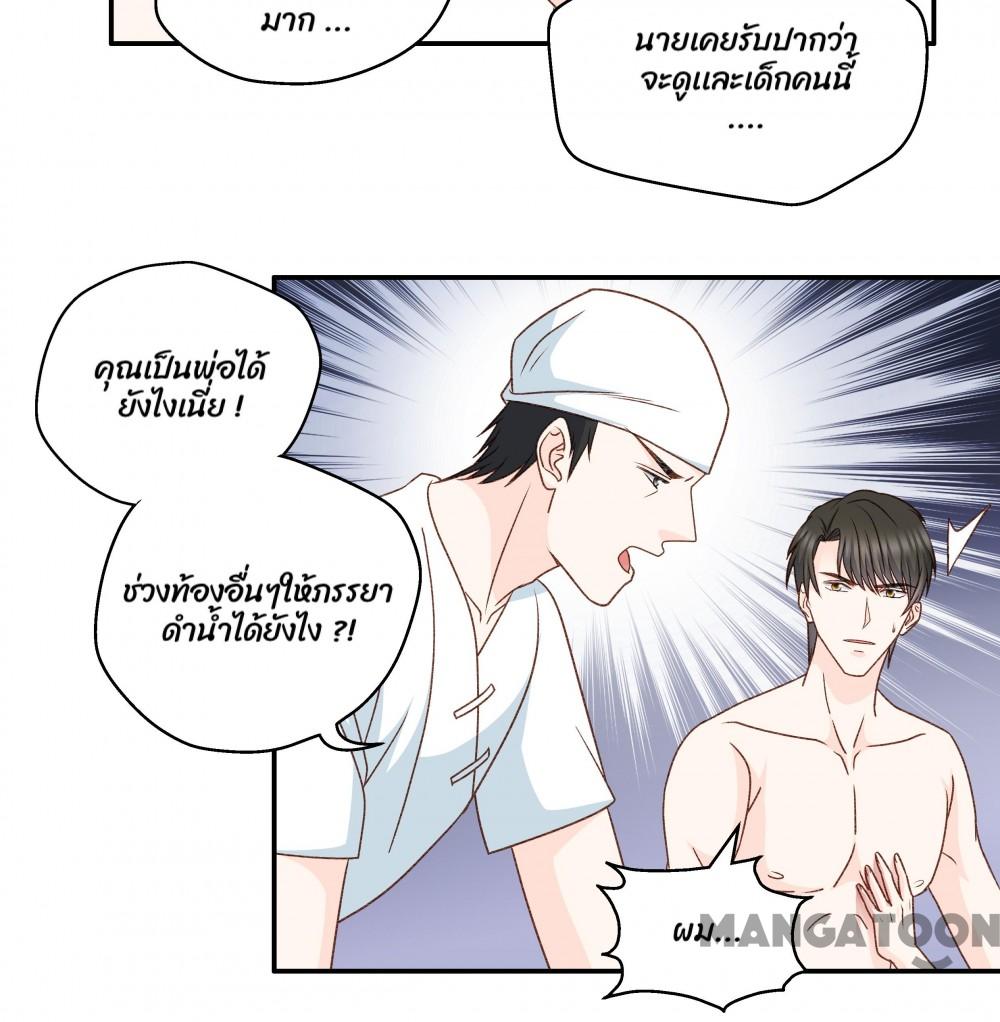 มาก ...
นายเคยรับปากว่า
จะดูแลเด็กคนนี้
....
คุณเป็นพ่อได้
ยังไงเนี่ย !
ช่วงท้องอื่นๆให้ภรรยา
ดำน้ำได้ยังไง ?!
ผม...
MANGATOON